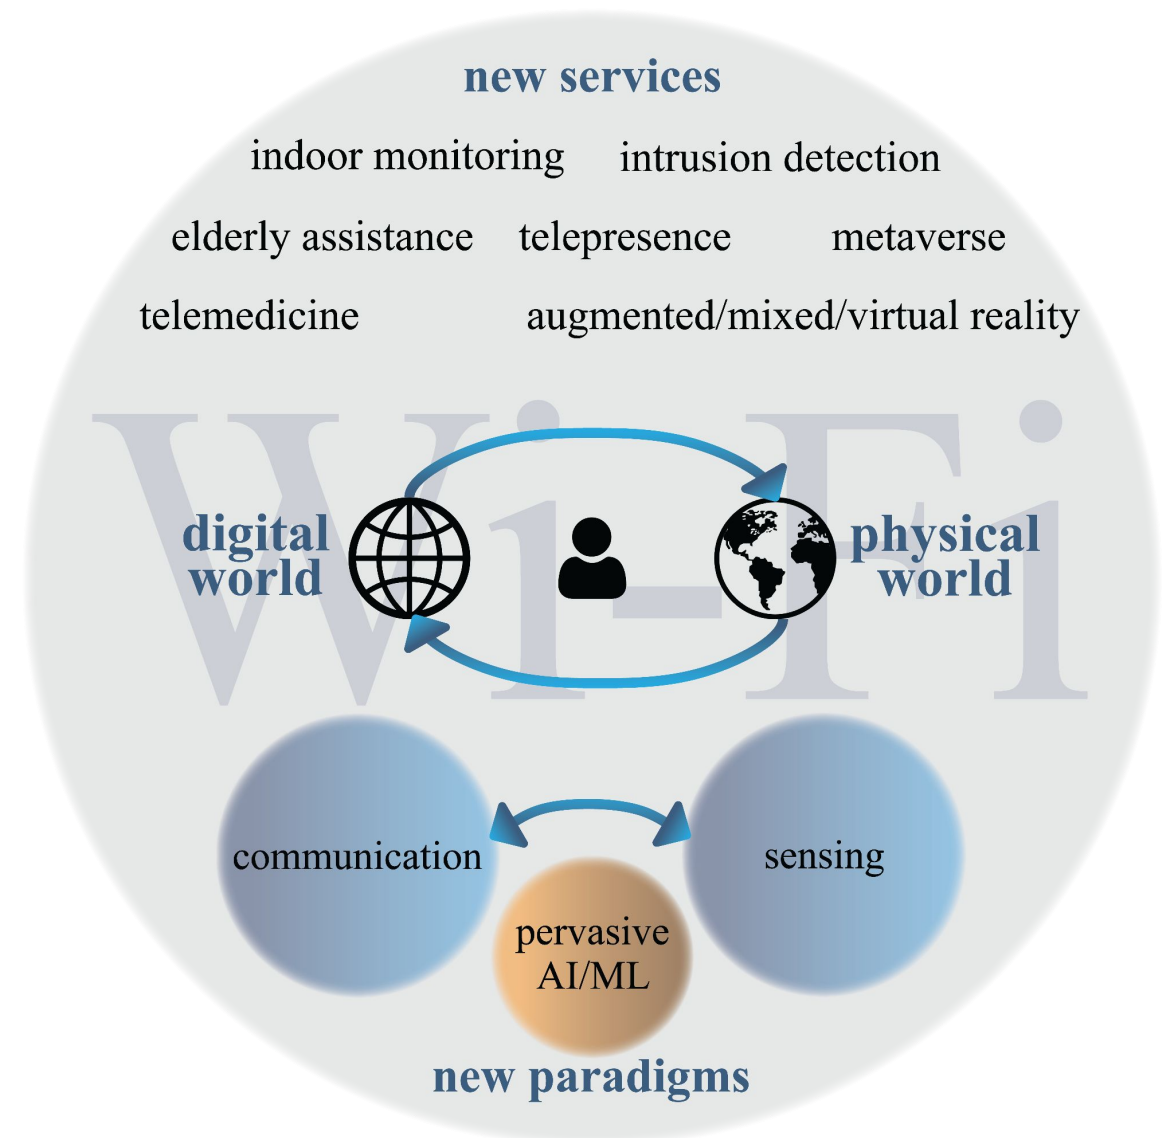 new services
indoor monitoring intrusion detection
elderly assistance telepresence metaverse
telemedicine augmented/mixed/virtual reality
Wi-Fi
digital
world
physical
world
communication
sensing
pervasive
AI/ML
new paradigms